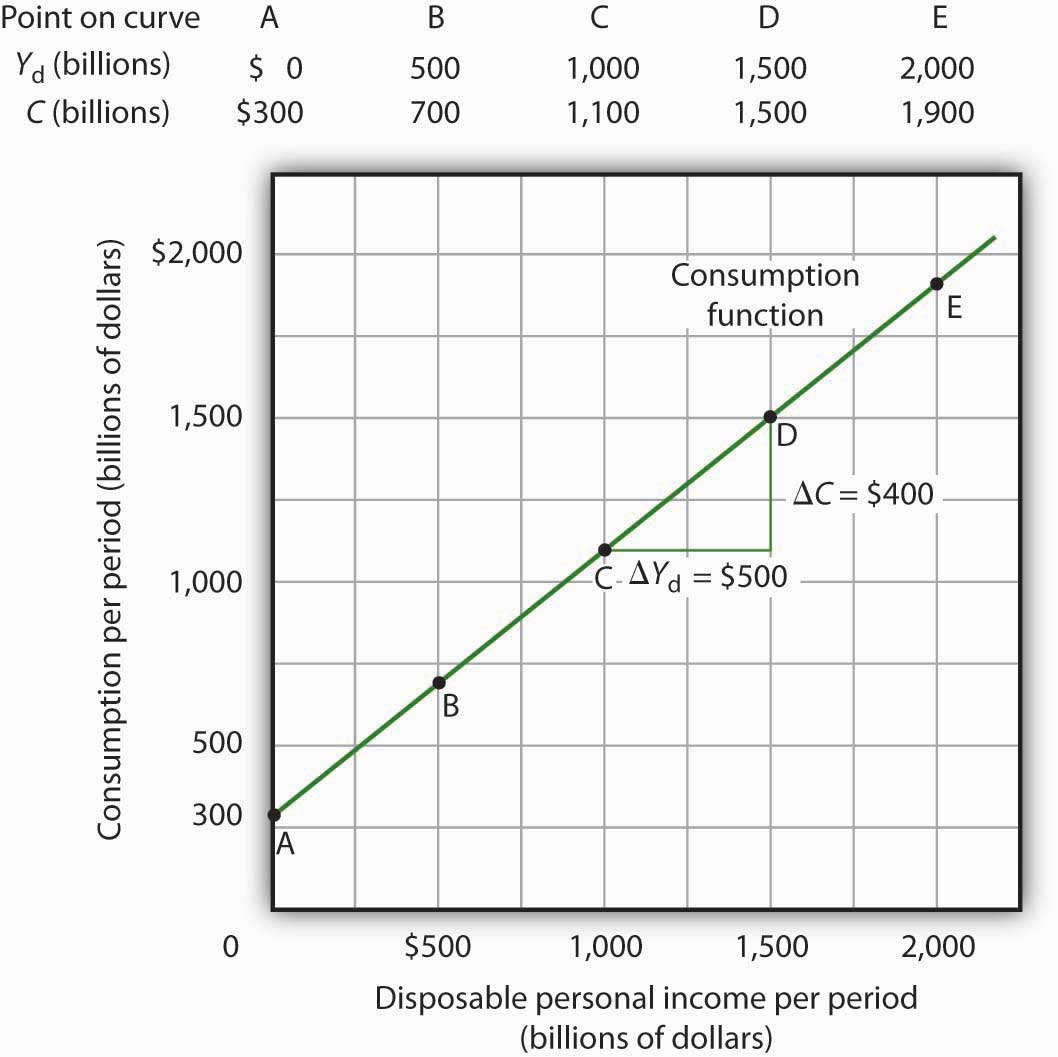 Point on curve A B C D E
Yd (billions) $ 0 500 1,000 1,500 2,000
C (billions) $300 700 1,100 1,500 1,900
Consumption per period (billions of dollars)
$2,000
1,500
1,000
500
300
0
Consumption
function
E
D
ΔC = $400
C
ΔYd = $500
B
A
$500 1,000 1,500 2,000
Disposable personal income per period
(billions of dollars)